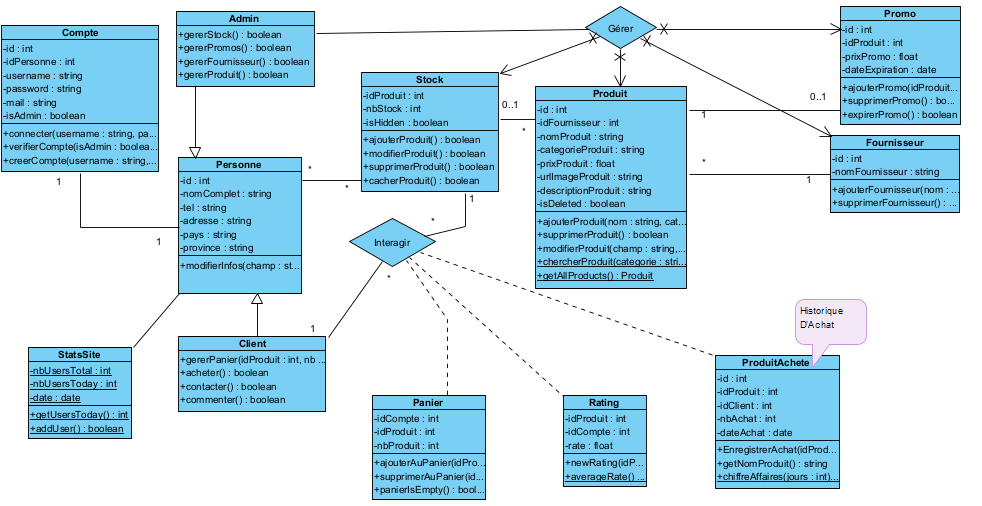 Compte
-id : int
-idPersonne : int
-username : string
-password : string
-mail : string
-isAdmin : boolean
+connecter(username : string, pa...
+verifierCompte(isAdmin : boolea...
+creerCompte(username : string,...
1
1
Admin
+gererStock() : boolean
+gererPromos() : boolean
+gererFournisseur() : boolean
+gererProduit() : boolean
Gérer
Promo
-id : int
-idProduit : int
-prixPromo : float
-dateExpiration : date
+ajouterPromo(idProduit...
+supprimerPromo() : bo...
+expirerPromo() : boolean
Stock
-idProduit : int
-nbStock : int
-isHidden : boolean
+ajouterProduit() : boolean
+modifierProduit() : boolean
+supprimerProduit() : boolean
+cacherProduit() : boolean
0..1
*
Produit
-id : int
-idFournisseur : int
-nomProduit : string
-categorieProduit : string
-prixProduit : float
-urlImageProduit : string
-descriptionProduit : string
-isDeleted : boolean
+ajouterProduit(nom : string, cat...
+supprimerProduit() : boolean
+modifierProduit(champ : string,...
+chercherProduit(categorie : stri...
+getAllProducts() : Produit
1
0..1
*
1
Fournisseur
-id : int
-nomFournisseur : string
+ajouterFournisseur(nom : ...
+supprimerFournisseur() : ...
Personne
-id : int
-nomComplet : string
-tel : string
-adresse : string
-pays : string
-province : string
+modifierInfos(champ : st...
*
*
1
*
Interagir
*
1
StatsSite
-nbUsersTotal : int
-nbUsersToday : int
-date : date
+getUsersToday() : int
+addUser() : boolean
Client
+gererPanier(idProduit : int, nb ...
+acheter() : boolean
+contacter() : boolean
+commenter() : boolean
Panier
-idCompte : int
-idProduit : int
-nbProduit : int
+ajouterAuPanier(idPro...
+supprimerAuPanier(id...
+panierIsEmpty() : bool...
Rating
-idProduit : int
-idCompte : int
-rate : float
+newRating(idP...
+averageRate() ...
Historique
D'Achat
ProduitAchete
-id : int
-idProduit : int
-idClient : int
-nbAchat : int
-dateAchat : date
+EnregistrerAchat(idProd...
+getNomProduit() : string
+chiffreAffaires(jours : int)...